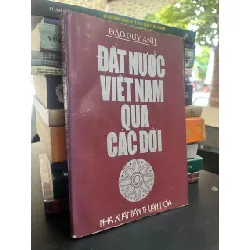 ĐÀO DUY ANH
ĐẤT NƯỚC
VIỆT NAM
QUA
CÁC ĐỜI
NHÀ XUẤT BẢN THUẬN HÓA